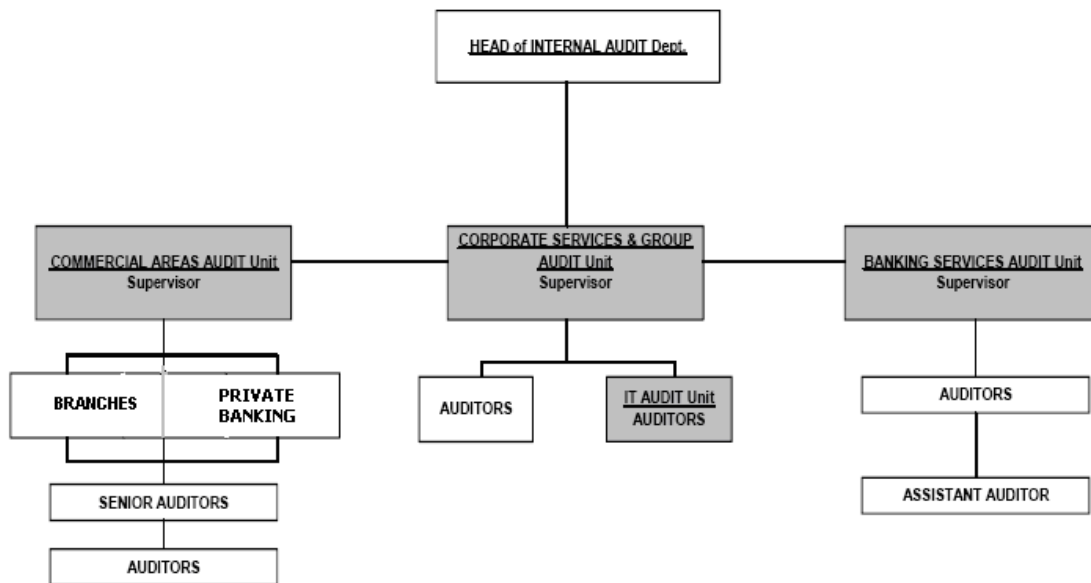 HEAD of INTERNAL AUDIT Dept.
COMMERCIAL AREAS AUDIT Unit
Supervisor
CORPORATE SERVICES & GROUP
AUDIT Unit
Supervisor
BANKING SERVICES AUDIT Unit
Supervisor
BRANCHES
PRIVATE
BANKING
AUDITORS
IT AUDIT Unit
AUDITORS
AUDITORS
SENIOR AUDITORS
ASSISTANT AUDITOR
AUDITORS